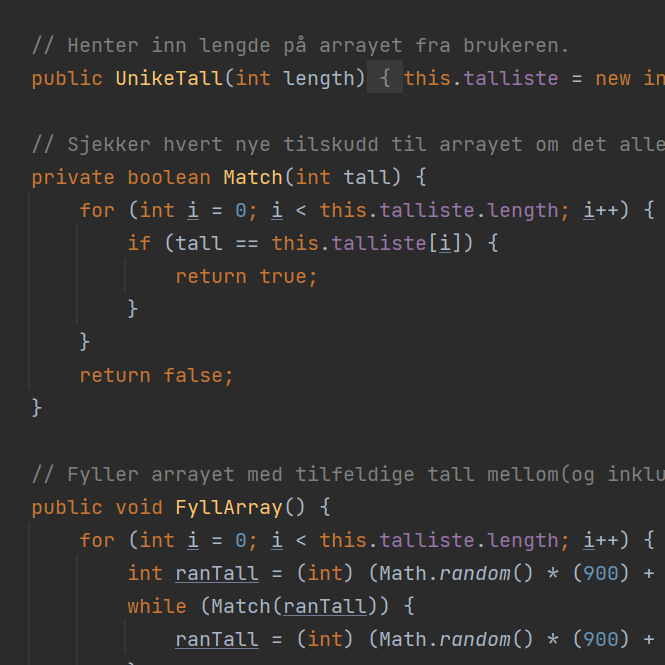 // Henter inn lengde på arrayet fra brukeren.
public UnikeTall(int length) { this.talliste = new in
// Sjekker hvert nye tilskudd til arrayet om det alle
private boolean Match(int tall) {
for (int i = 0; i < this.talliste.length; i++) {
if (tall == this.talliste[i]) {
return true;
}
}
return false;
}
// Fyller arrayet med tilfeldige tall mellom(og inklu
public void FyllArray() {
for (int i = 0; i < this.talliste.length; i++) {
int ranTall = (int) (Math.random() * (900) +
while (Match(ranTall)) {
ranTall = (int) (Math.random() * (900) +